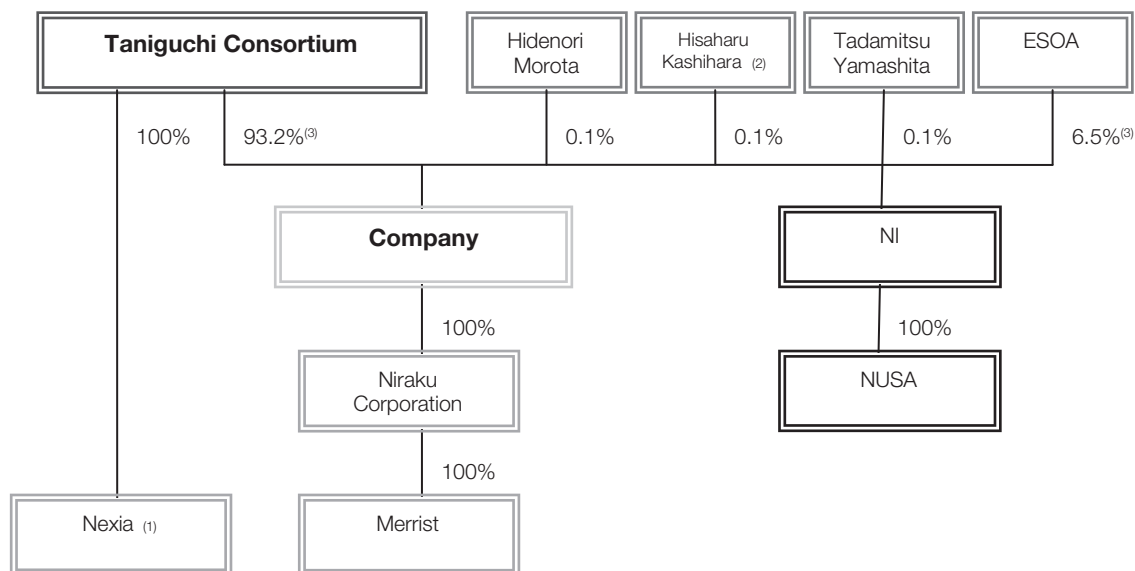 Taniguchi Consortium
Hidenori
Morota
Hisaharu
Kashihara (2)
Tadamitsu
Yamashita
ESOA
100%
93.2%(3)
0.1%
0.1%
0.1%
6.5%(3)
Company
NI
100%
100%
Niraku
Corporation
NUSA
100%
Nexia (1)
Merrist